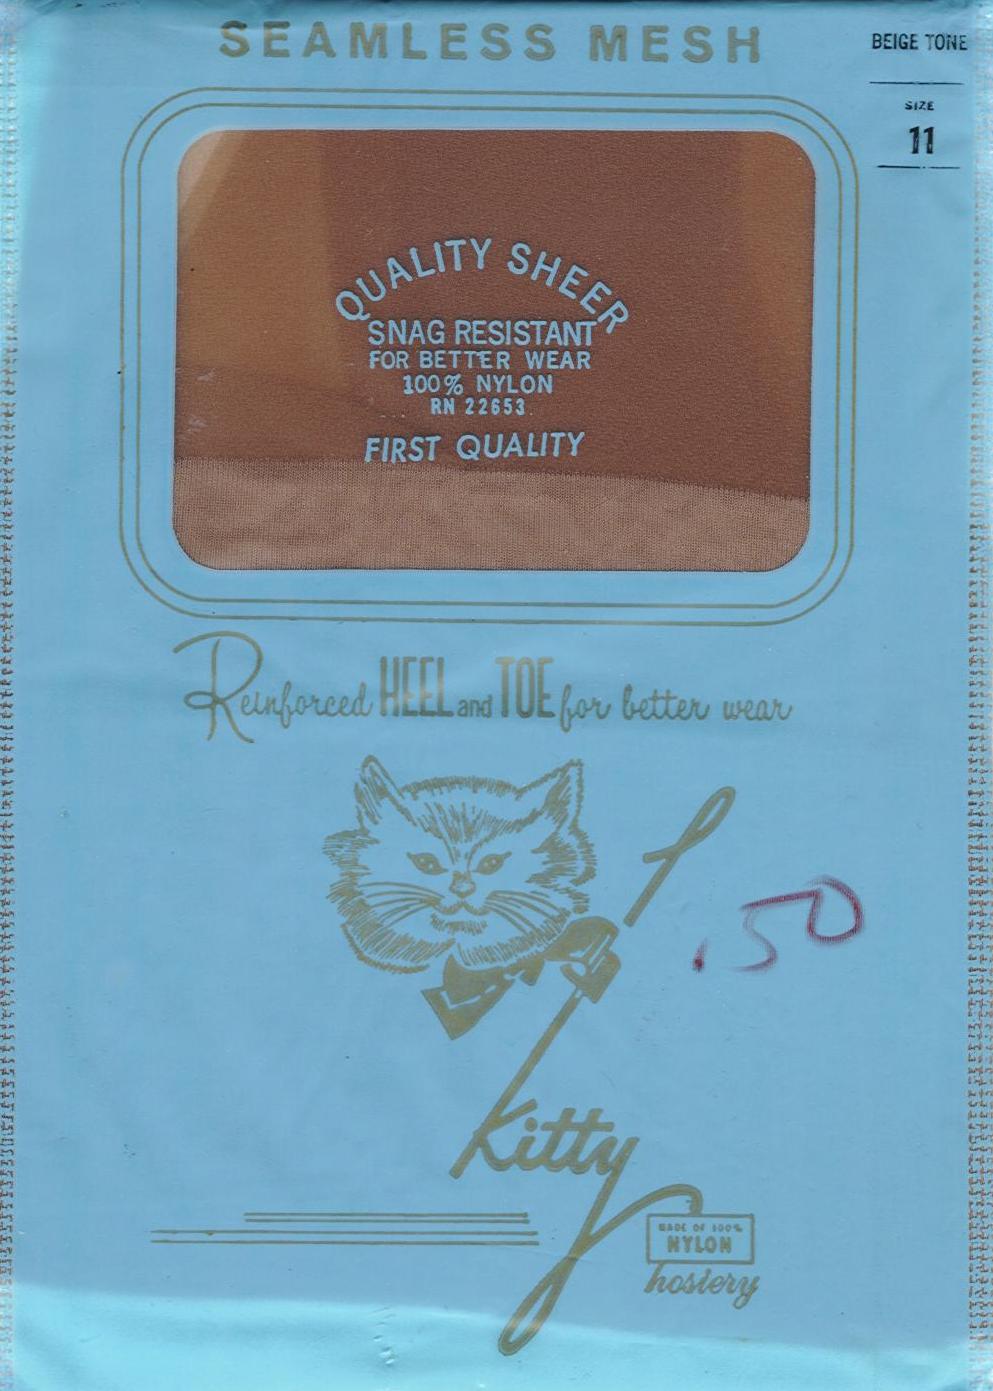 SEAMLESS MESH
BEIGE TONE
SIZE
11
QUALITY SHEER
SNAG RESISTANT
FOR BETTER WEAR
100% NYLON
RN 22653
FIRST QUALITY
Reinforced HEEL and TOE for better wear
.50
Kitty
MADE OF 100%
NYLON
hosiery